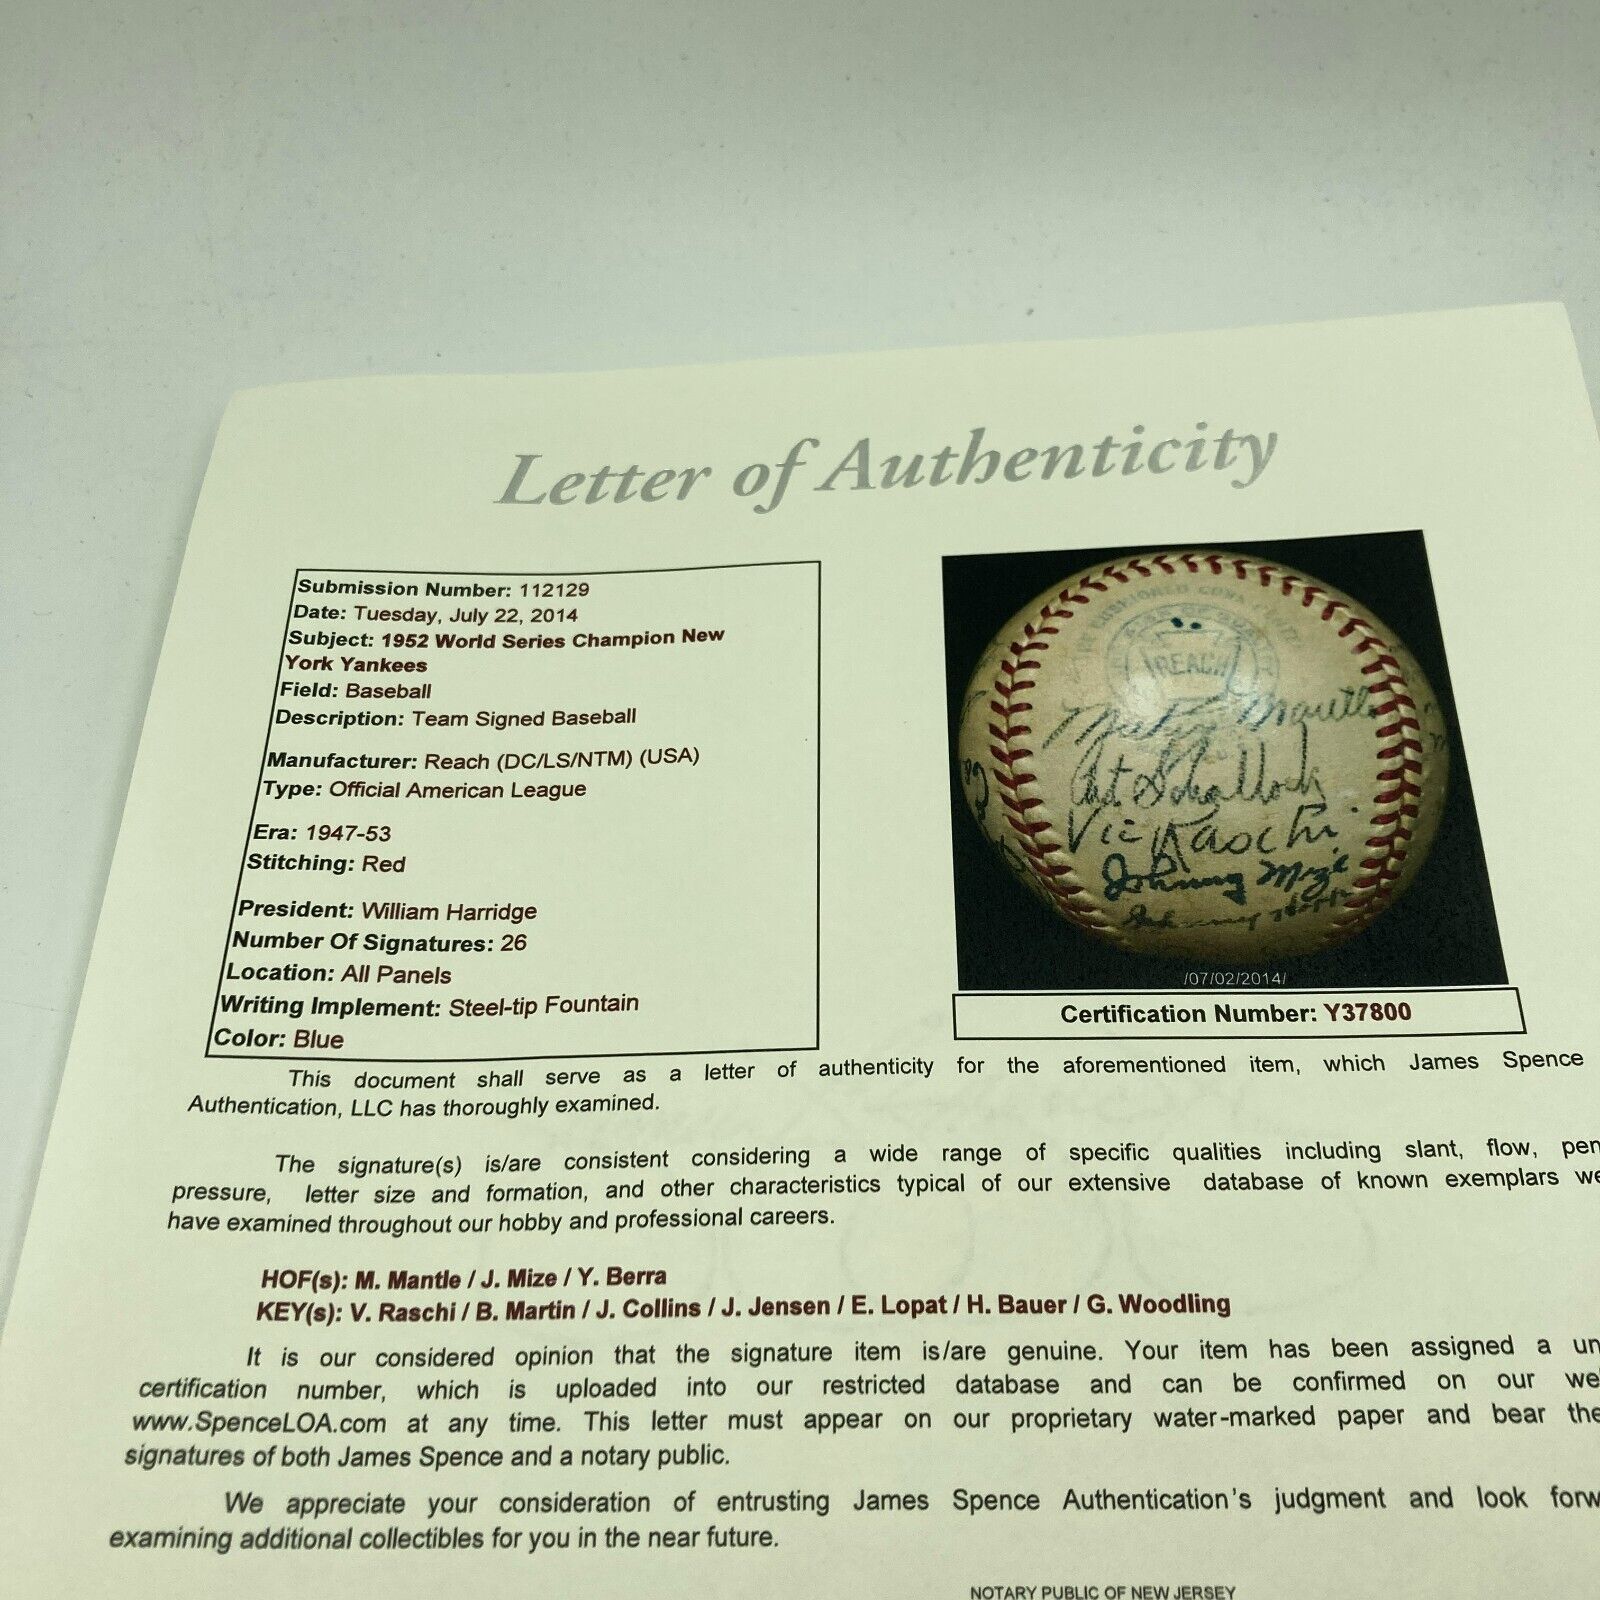 Letter of Authenticity
Submission Number: 112129
Date: Tuesday, July 22, 2014
Subject: 1952 World Series Champion New
York Yankees
Field: Baseball
Description: Team Signed Baseball
Manufacturer: Reach (DC/LS/NTM) (USA)
Type: Official American League
Era: 1947-53
Stitching: Red
President: William Harridge
Number Of Signatures: 26
Location: All Panels
Writing Implement: Steel-tip Fountain
Color: Blue
REACH
Mickey Mantle
Art Schallock
Vic Raschi
Johnny Mize
Johnny Hopp
/07/02/2014/
Certification Number: Y37800
This document shall serve as a letter of authenticity for the aforementioned item, which James Spence
Authentication, LLC has thoroughly examined.
The signature(s) is/are consistent considering a wide range of specific qualities including slant, flow, pen
pressure, letter size and formation, and other characteristics typical of our extensive database of known exemplars we
have examined throughout our hobby and professional careers.
HOF(s): M. Mantle / J. Mize / Y. Berra
KEY(s): V. Raschi / B. Martin / J. Collins / J. Jensen / E. Lopat / H. Bauer / G. Woodling
It is our considered opinion that the signature item is/are genuine. Your item has been assigned a un
certification number, which is uploaded into our restricted database and can be confirmed on our we
www.SpenceLOA.com at any time. This letter must appear on our proprietary water-marked paper and bear the
signatures of both James Spence and a notary public.
We appreciate your consideration of entrusting James Spence Authentication's judgment and look forw
examining additional collectibles for you in the near future.
NOTARY PUBLIC OF NEW JERSEY